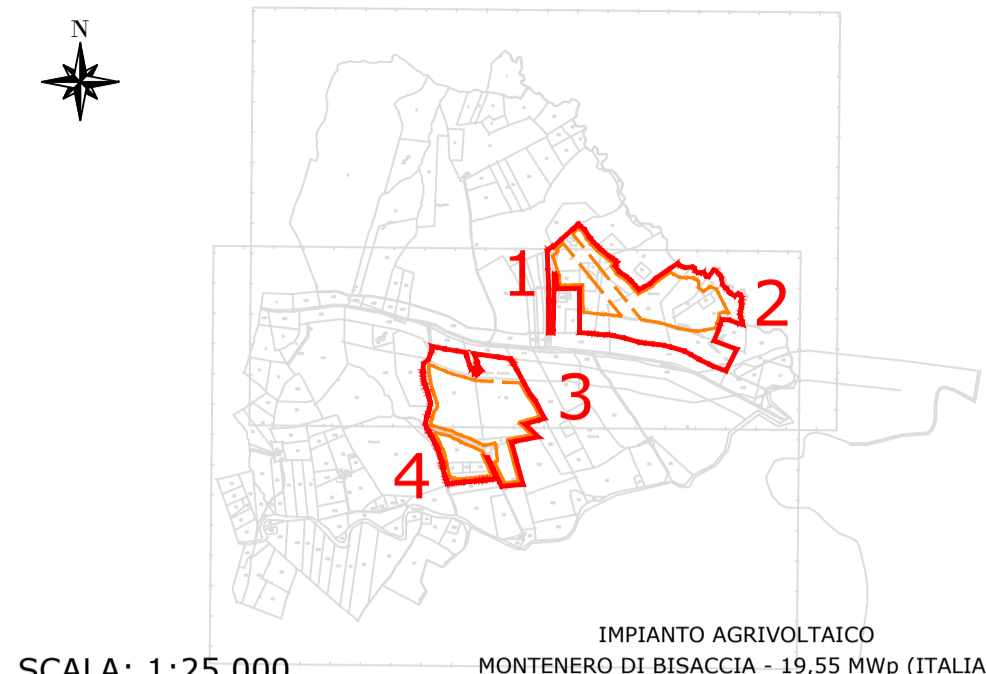 N
1
2
3
4
IMPIANTO AGRIVOLTAICO
SCALA: 1:25.000
MONTENERO DI BISACCIA - 19,55 MWp (ITALIA